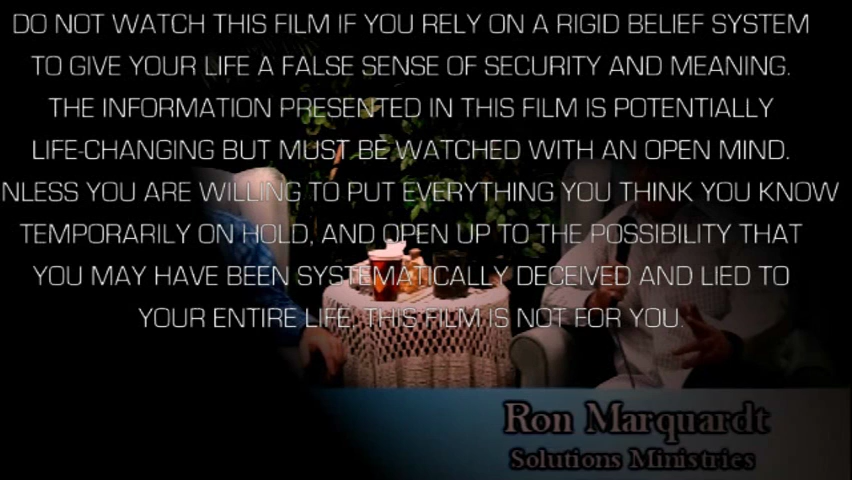 DO NOT WATCH THIS FILM IF YOU RELY ON A RIGID BELIEF SYSTEM
TO GIVE YOUR LIFE A FALSE SENSE OF SECURITY AND MEANING.
THE INFORMATION PRESENTED IN THIS FILM IS POTENTIALLY
LIFE-CHANGING BUT MUST BE WATCHED WITH AN OPEN MIND.
NLESS YOU ARE WILLING TO PUT EVERYTHING YOU THINK YOU KNOW
TEMPORARILY ON HOLD, AND OPEN UP TO THE POSSIBILITY THAT
YOU MAY HAVE BEEN SYSTEMATICALLY DECEIVED AND LIED TO
YOUR ENTIRE LIFE, THIS FILM IS NOT FOR YOU.
Ron Marquardt
Solutions Ministries